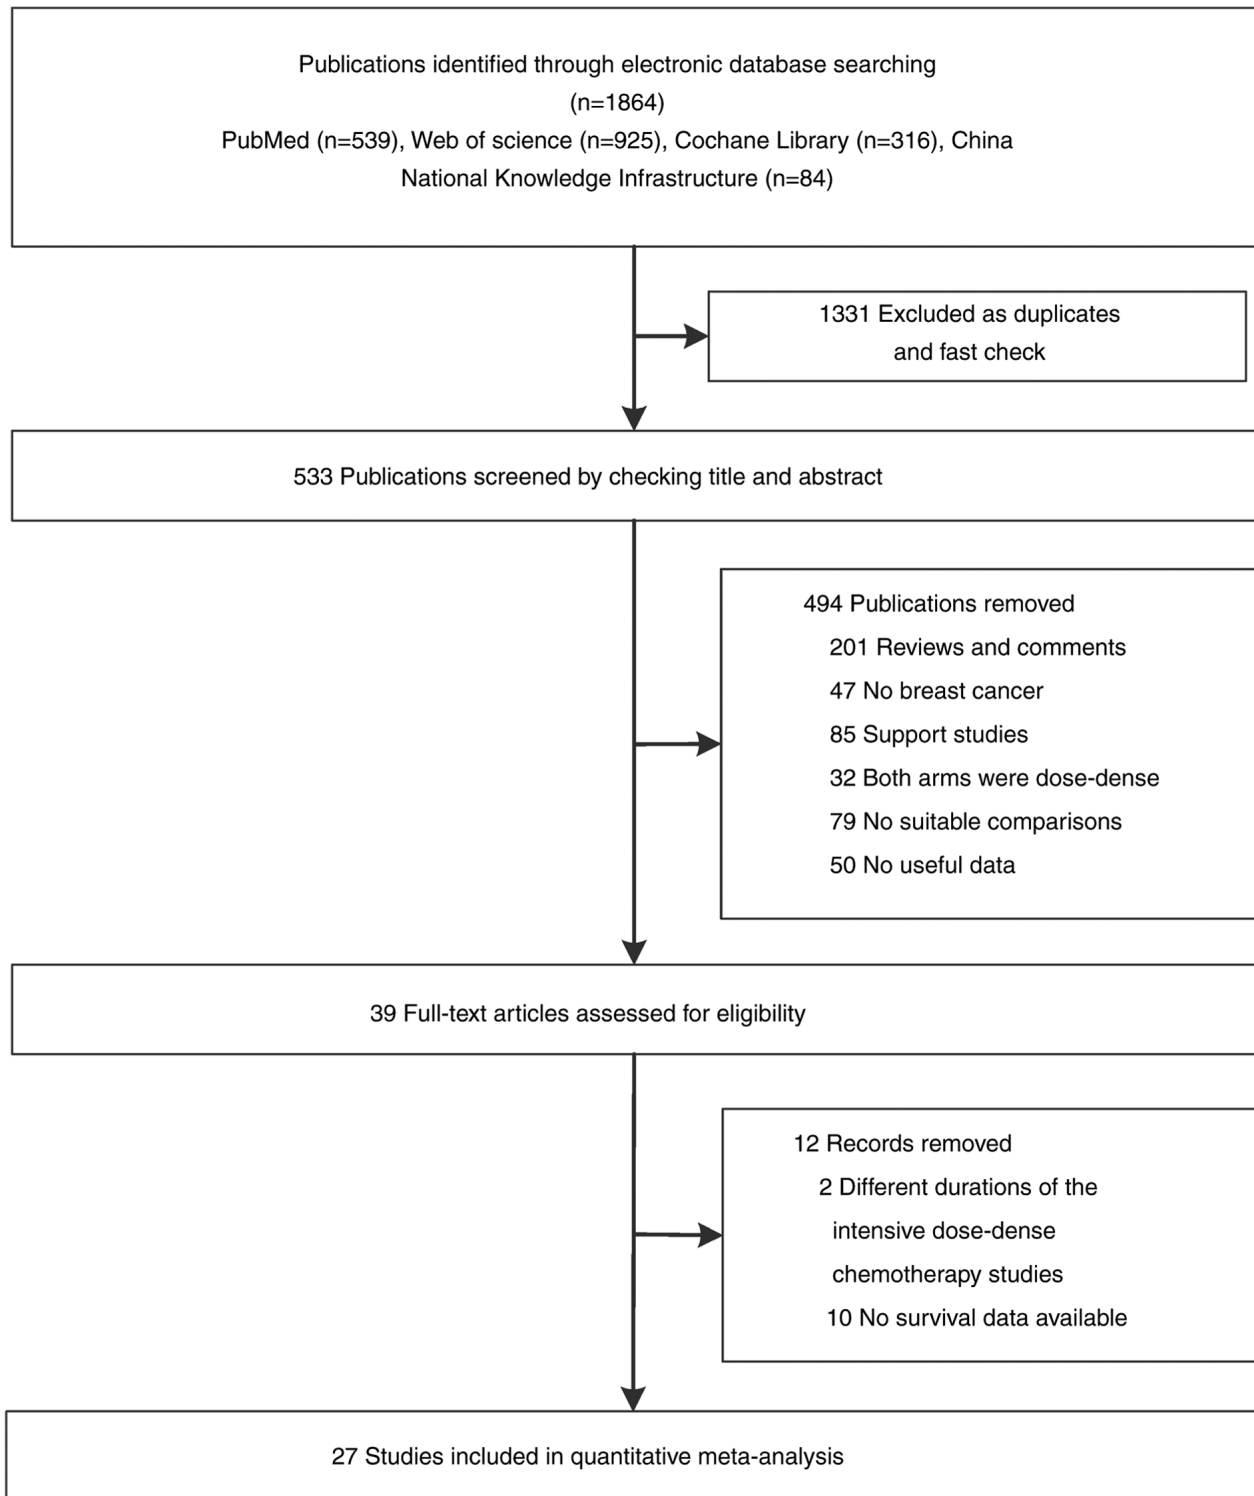 Publications identified through electronic database searching
(n=1864)
PubMed (n=539), Web of science (n=925), Cochane Library (n=316), China
National Knowledge Infrastructure (n=84)
1331 Excluded as duplicates
and fast check
533 Publications screened by checking title and abstract
494 Publications removed
201 Reviews and comments
47 No breast cancer
85 Support studies
32 Both arms were dose-dense
79 No suitable comparisons
50 No useful data
39 Full-text articles assessed for eligibility
12 Records removed
2 Different durations of the
intensive dose-dense
chemotherapy studies
10 No survival data available
27 Studies included in quantitative meta-analysis